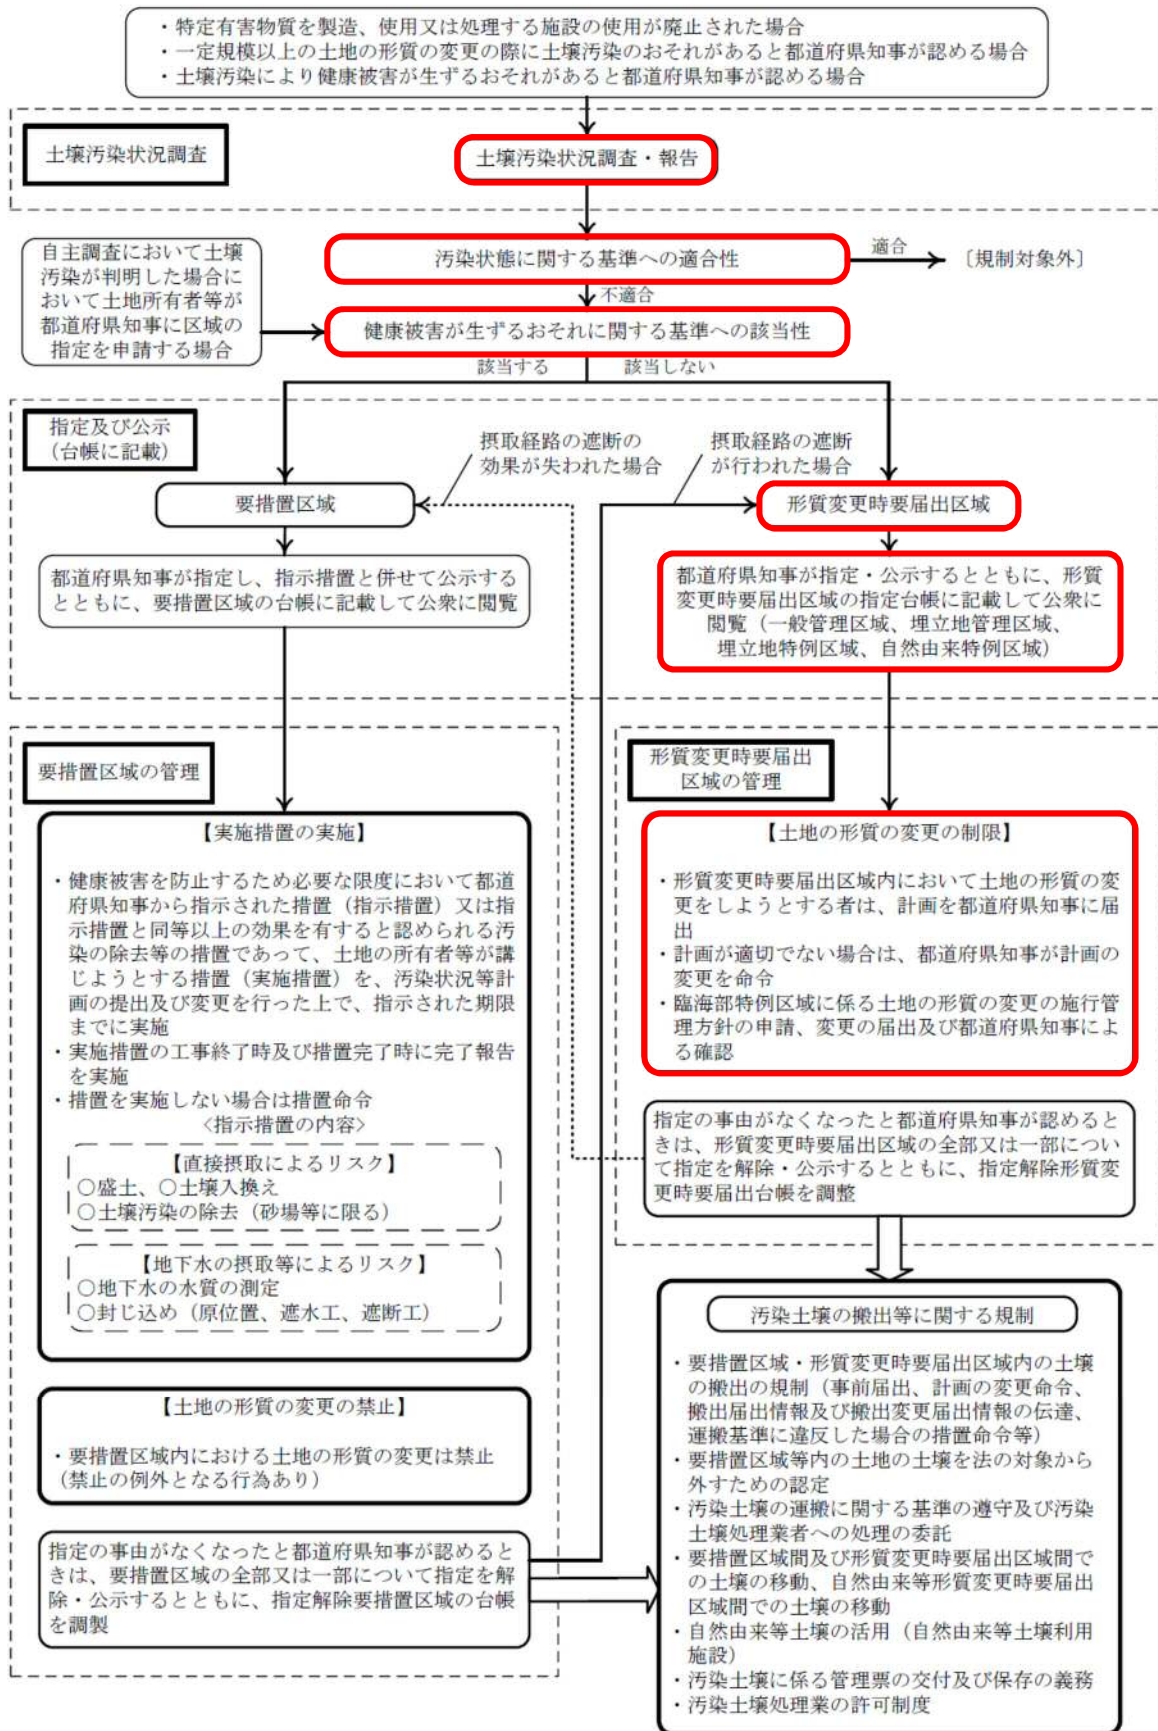 ・特定有害物質を製造、使用又は処理する施設の使用が廃止された場合
・一定規模以上の土地の形質の変更の際に土壌汚染のおそれがあると都道府県知事が認める場合
・土壌汚染により健康被害が生ずるおそれがあると都道府県知事が認める場合
土壌汚染状況調査
土壌汚染状況調査・報告
自主調査において土壌
汚染が判明した場合に
おいて土地所有者等が
都道府県知事に区域の
指定を申請する場合
汚染状態に関する基準への適合性
適合
〔規制対象外〕
不適合
健康被害が生ずるおそれに関する基準への該当性
該当する
該当しない
指定及び公示
（台帳に記載）
摂取経路の遮断の
効果が失われた場合
摂取経路の遮断
が行われた場合
要措置区域
形質変更時要届出区域
都道府県知事が指定し、指示措置と併せて公示する
とともに、要措置区域の台帳に記載して公衆に閲覧
都道府県知事が指定・公示するとともに、形質
変更時要届出区域の指定台帳に記載して公衆に
閲覧（一般管理区域、埋立地管理区域、
埋立地特例区域、自然由来特例区域）
要措置区域の管理
形質変更時要届出
区域の管理
【実施措置の実施】
・健康被害を防止するため必要な限度において都道
府県知事から指示された措置（指示措置）又は指
示措置と同等以上の効果を有すると認められる汚
染の除去等の措置であって、土地の所有者等が講
じようとする措置（実施措置）を、汚染状況等計
画の提出及び変更を行った上で、指示された期限
までに実施
・実施措置の工事終了時及び措置完了時に完了報告
を実施
・措置を実施しない場合は措置命令
＜指示措置の内容＞
【直接摂取によるリスク】
○盛土、○土壌入換え
○土壌汚染の除去（砂場等に限る）
【地下水の摂取等によるリスク】
○地下水の水質の測定
○封じ込め（原位置、遮水工、遮断工）
【土地の形質の変更の禁止】
・要措置区域内における土地の形質の変更は禁止
（禁止の例外となる行為あり）
指定の事由がなくなったと都道府県知事が認めると
きは、要措置区域の全部又は一部について指定を解
除・公示するとともに、指定解除要措置区域の台帳
を調製
【土地の形質の変更の制限】
・形質変更時要届出区域内において土地の形質の変
更をしようとする者は、計画を都道府県知事に届
出
・計画が適切でない場合は、都道府県知事が計画の
変更を命令
・臨海部特例区域に係る土地の形質の変更の施行管
理方針の申請、変更の届出及び都道府県知事によ
る確認
指定の事由がなくなったと都道府県知事が認めると
きは、形質変更時要届出区域の全部又は一部につい
て指定を解除・公示するとともに、指定解除形質変
更時要届出台帳を調整
汚染土壌の搬出等に関する規制
・要措置区域・形質変更時要届出区域内の土壌
の搬出の規制（事前届出、計画の変更命令、
搬出届出情報及び搬出変更届出情報の伝達、
運搬基準に違反した場合の措置命令等）
・要措置区域等内の土地の土壌を法の対象から
外すための認定
・汚染土壌の運搬に関する基準の遵守及び汚染
土壌処理業者への処理の委託
・要措置区域間及び形質変更時要届出区域間で
の土壌の移動、自然由来等形質変更時要届出
区域間での土壌の移動
・自然由来等土壌の活用（自然由来等土壌利用
施設）
・汚染土壌に係る管理票の交付及び保存の義務
・汚染土壌処理業の許可制度